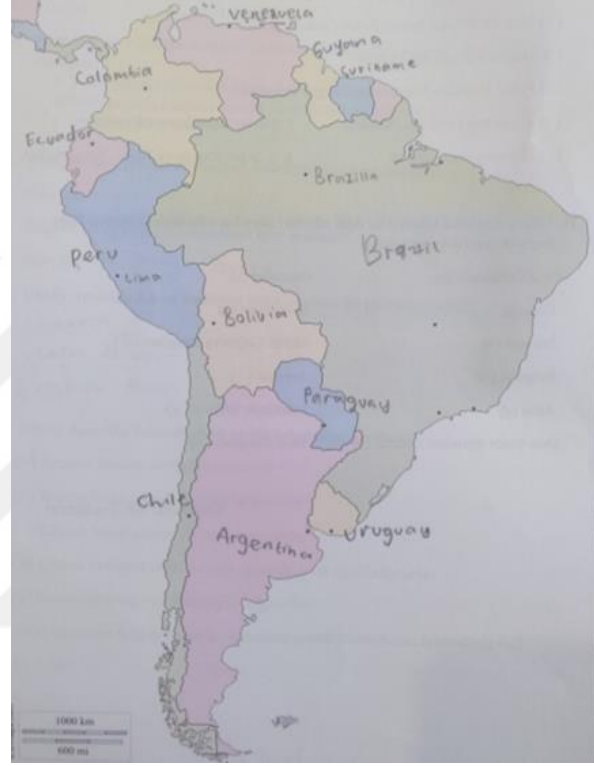 Venezuela
Guyana
Suriname
Colombia
Ecuador
Brazilia
Brazil
Peru
Lima
Bolivia
Paraguay
Chile
Argentina
Uruguay
1000 km
600 mi